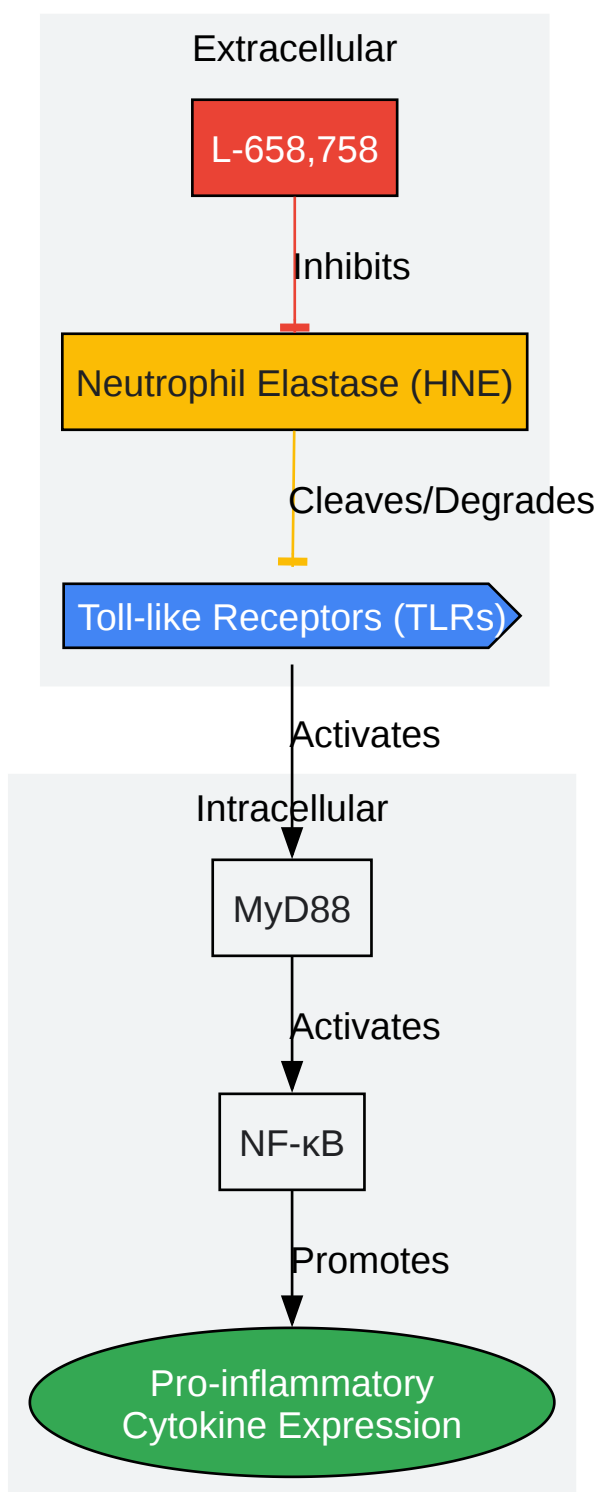 Extracellular
L-658,758
Inhibits
Neutrophil Elastase (HNE)
Cleaves/Degrades
Toll-like Receptors (TLRs)
Activates
Intracellular
MyD88
Activates
NF-κB
Promotes
Pro-inflammatory
Cytokine Expression